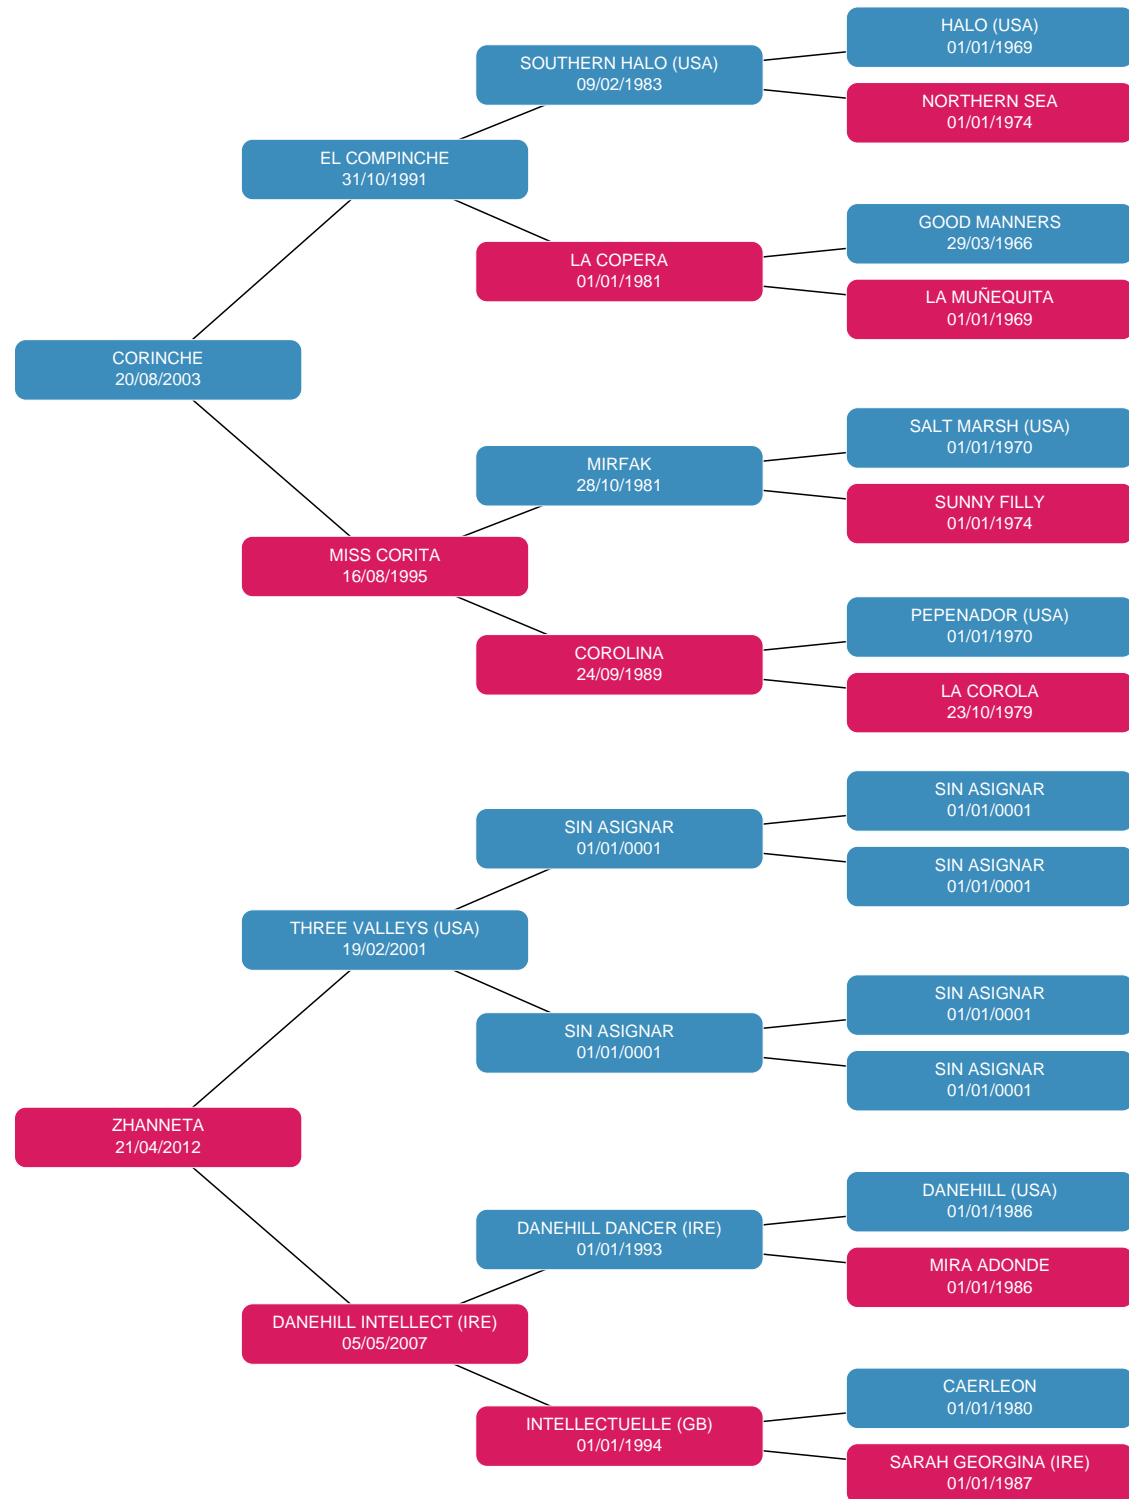 HALO (USA)
01/01/1969
SOUTHERN HALO (USA)
09/02/1983
NORTHERN SEA
01/01/1974
EL COMPINCHE
31/10/1991
GOOD MANNERS
29/03/1966
LA COPERA
01/01/1981
LA MUÑEQUITA
01/01/1969
CORINCHE
20/08/2003
SALT MARSH (USA)
01/01/1970
MIRFAK
28/10/1981
SUNNY FILLY
01/01/1974
MISS CORITA
16/08/1995
PEPENADOR (USA)
01/01/1970
COROLINA
24/09/1989
LA COROLA
23/10/1979
SIN ASIGNAR
01/01/0001
SIN ASIGNAR
01/01/0001
SIN ASIGNAR
01/01/0001
THREE VALLEYS (USA)
19/02/2001
SIN ASIGNAR
01/01/0001
SIN ASIGNAR
01/01/0001
SIN ASIGNAR
01/01/0001
ZHANNETA
21/04/2012
DANEHILL (USA)
01/01/1986
DANEHILL DANCER (IRE)
01/01/1993
MIRA ADONDE
01/01/1986
DANEHILL INTELLECT (IRE)
05/05/2007
CAERLEON
01/01/1980
INTELLECTUELLE (GB)
01/01/1994
SARAH GEORGINA (IRE)
01/01/1987